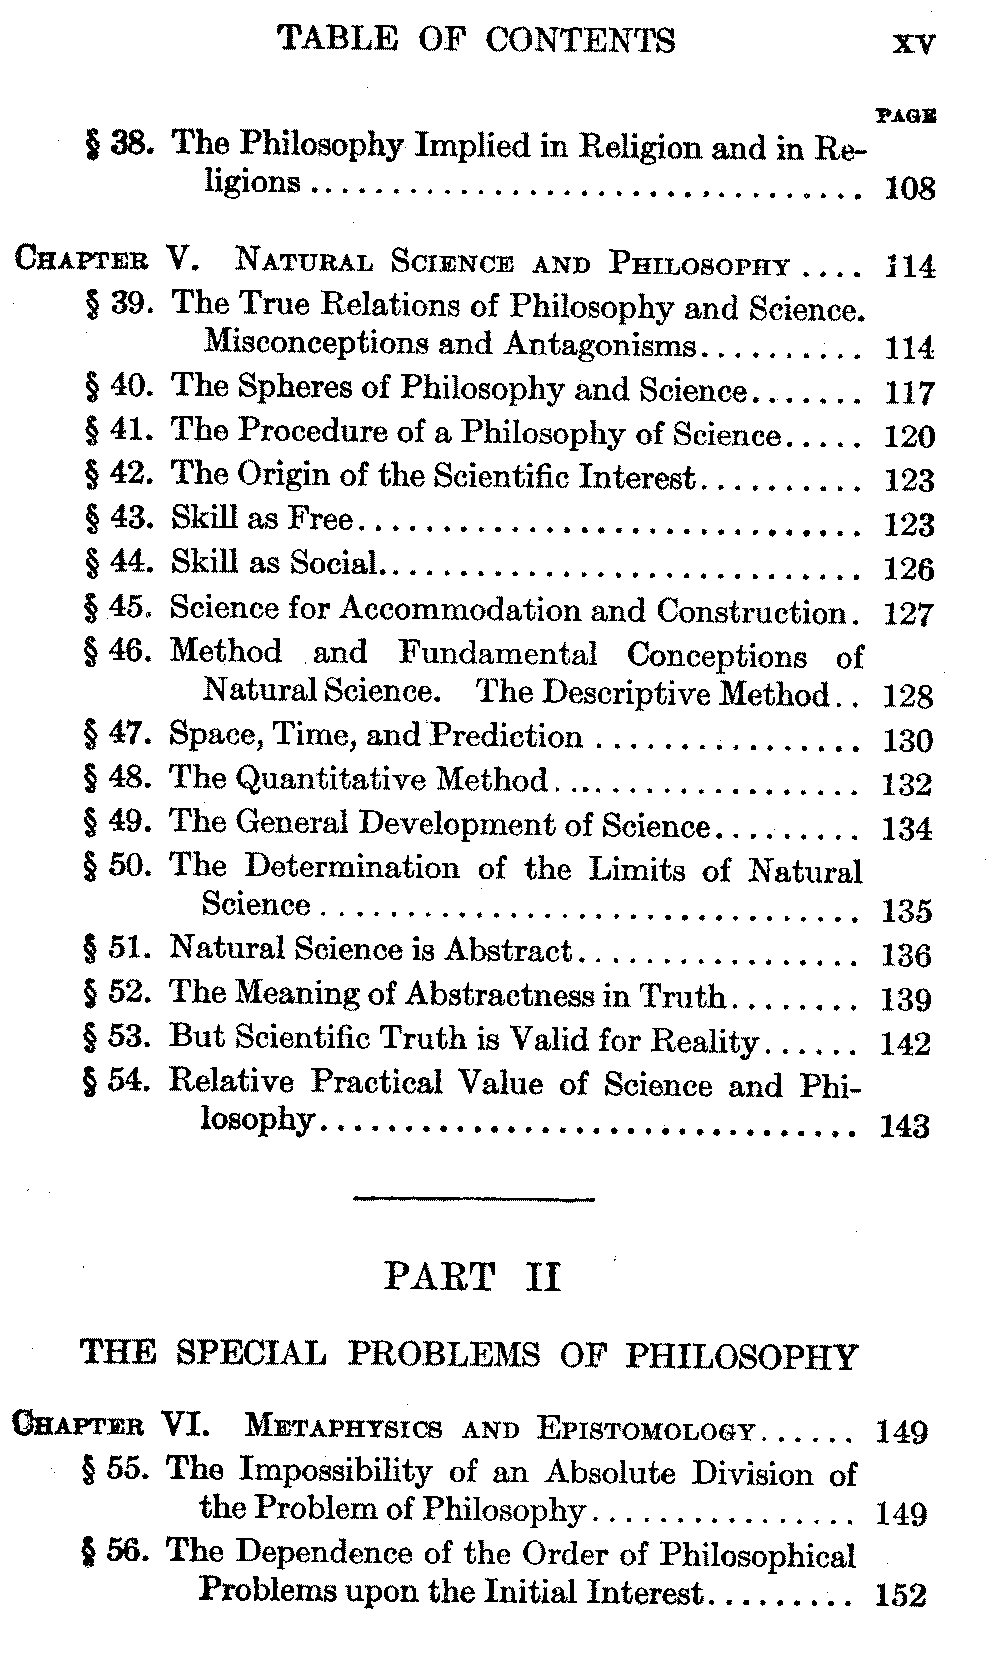 TABLE OF CONTENTS xv
PAGE
§ 38. The Philosophy Implied in Religion and in Re-
ligions ................................ 108
CHAPTER V. NATURAL SCIENCE AND PHILOSOPHY .... 114
§ 39. The True Relations of Philosophy and Science.
Misconceptions and Antagonisms.......... 114
§ 40. The Spheres of Philosophy and Science....... 117
§ 41. The Procedure of a Philosophy of Science..... 120
§ 42. The Origin of the Scientific Interest.......... 123
§ 43. Skill as Free.............................. 123
§ 44. Skill as Social............................. 126
§ 45. Science for Accommodation and Construction. 127
§ 46. Method and Fundamental Conceptions of
Natural Science. The Descriptive Method.. 128
§ 47. Space, Time, and Prediction ................ 130
§ 48. The Quantitative Method.................. 132
§ 49. The General Development of Science......... 134
§ 50. The Determination of the Limits of Natural
Science ................................ 135
§ 51. Natural Science is Abstract................. 136
§ 52. The Meaning of Abstractness in Truth........ 139
§ 53. But Scientific Truth is Valid for Reality...... 142
§ 54. Relative Practical Value of Science and Phi-
losophy................................ 143
PART II
THE SPECIAL PROBLEMS OF PHILOSOPHY
CHAPTER VI. METAPHYSICS AND EPISTOMOLOGY...... 149
§ 55. The Impossibility of an Absolute Division of
the Problem of Philosophy................ 149
§ 56. The Dependence of the Order of Philosophical
Problems upon the Initial Interest......... 152